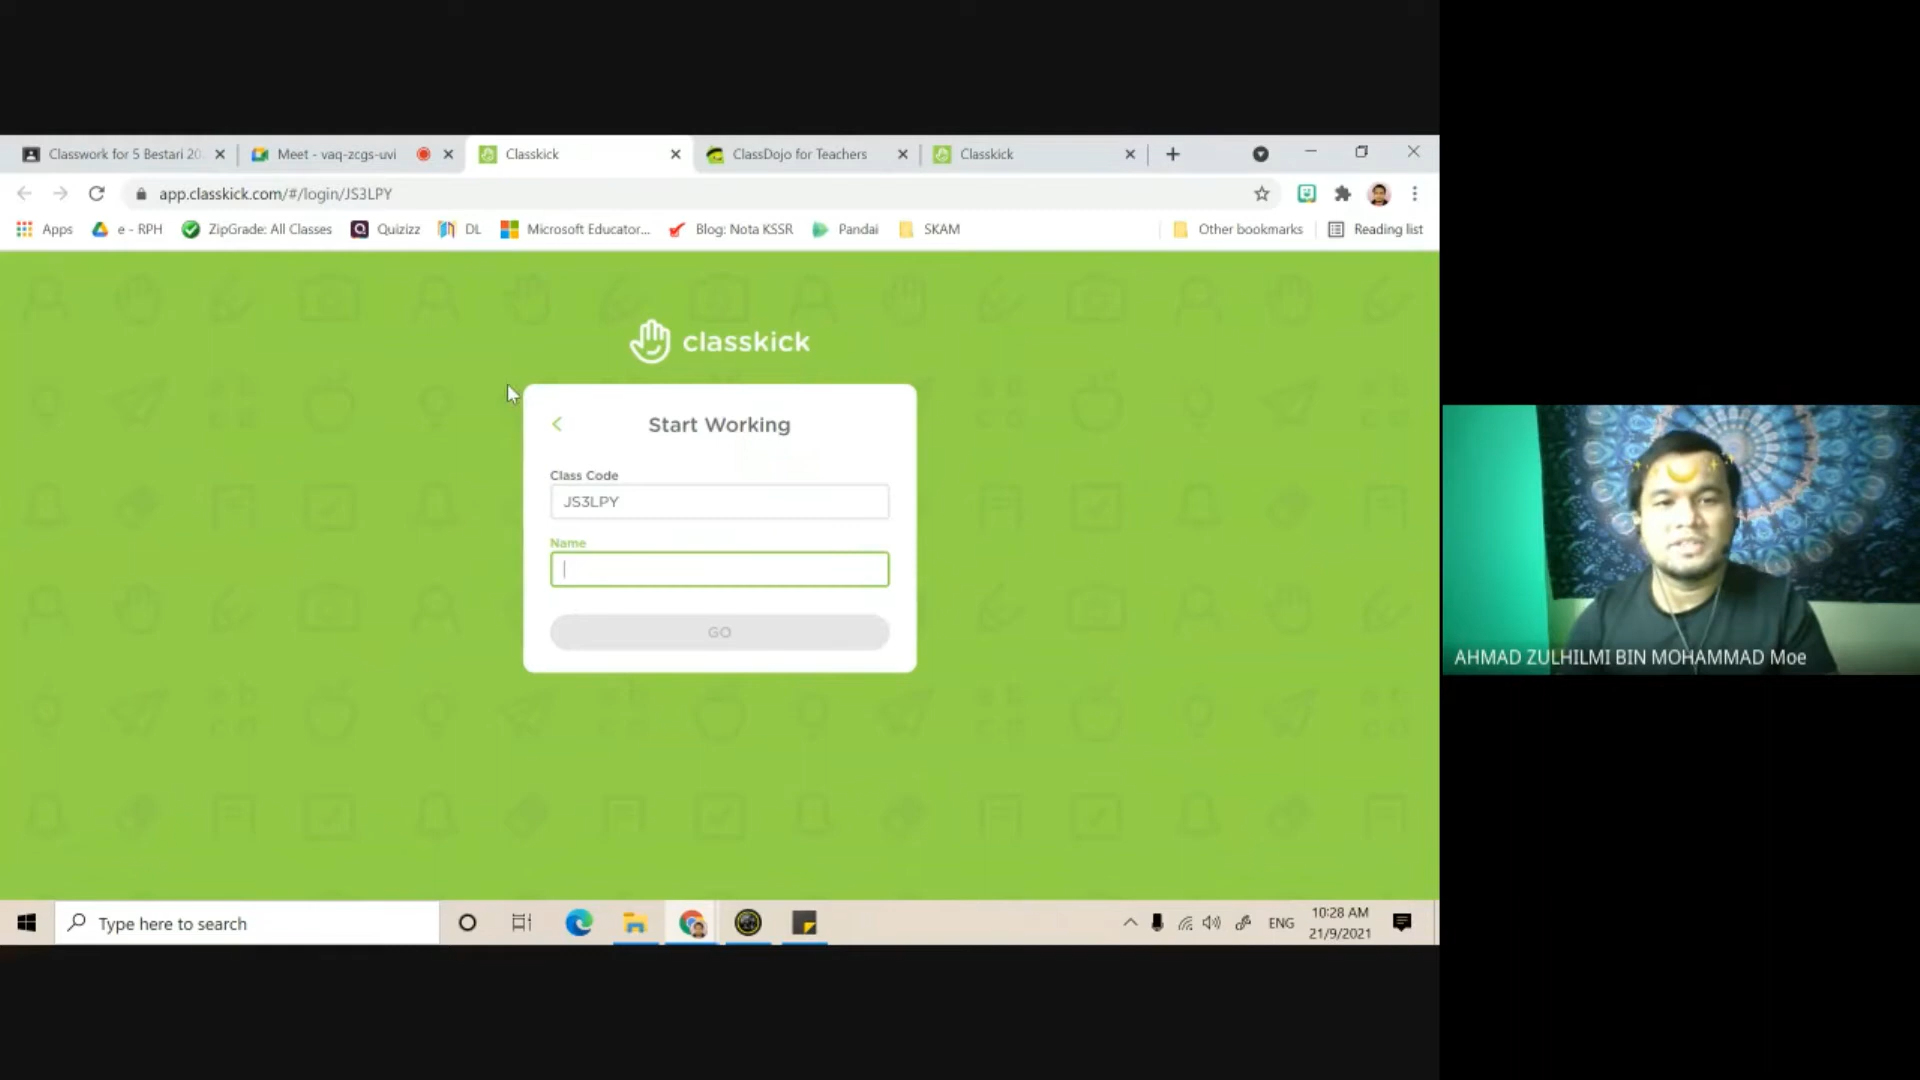 Classwork for 5 Bestari 20
Meet - vaq-zcgs-uvi
Classkick
ClassDojo for Teachers
Classkick
app.classkick.com/#/login/JS3LPY
Apps
e - RPH
ZipGrade: All Classes
Quizizz
DL
Microsoft Educator...
Blog: Nota KSSR
Pandai
SKAM
Other bookmarks
Reading list
classkick
Start Working
Class Code
JS3LPY
Name
GO
AHMAD ZULHILMI BIN MOHAMMAD Moe
Type here to search
ENG
10:28 AM
21/9/2021